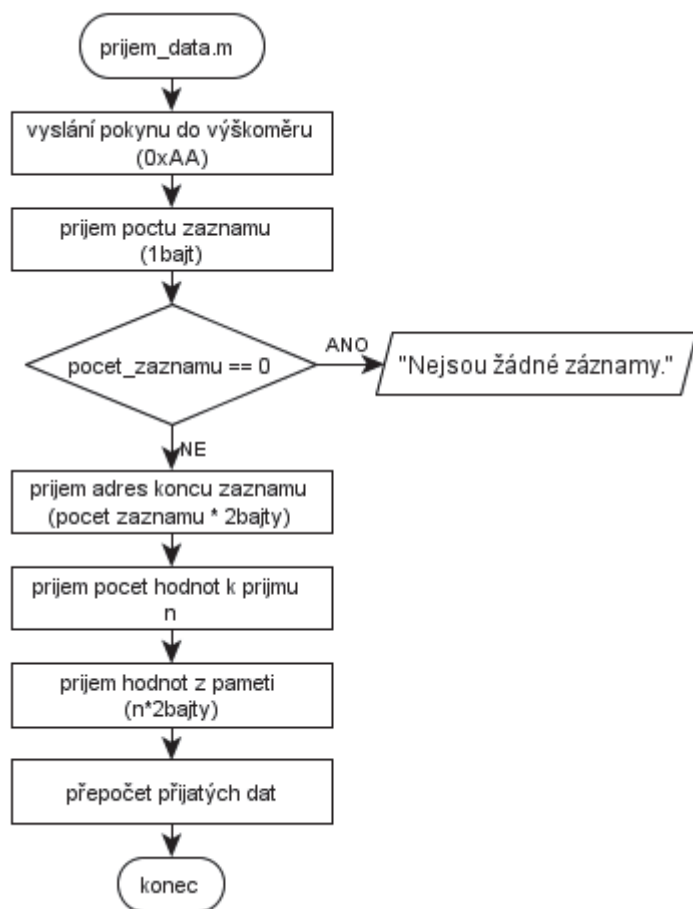 prijem_data.m
vyslání pokynu do výškoměru
(0xAA)
prijem poctu zaznamu
(1bajt)
pocet_zaznamu == 0
ANO
"Nejsou žádné záznamy."
NE
prijem adres koncu zaznamu
(pocet zaznamu * 2bajty)
prijem pocet hodnot k prijmu
n
prijem hodnot z pameti
(n*2bajty)
přepočet přijatých dat
konec